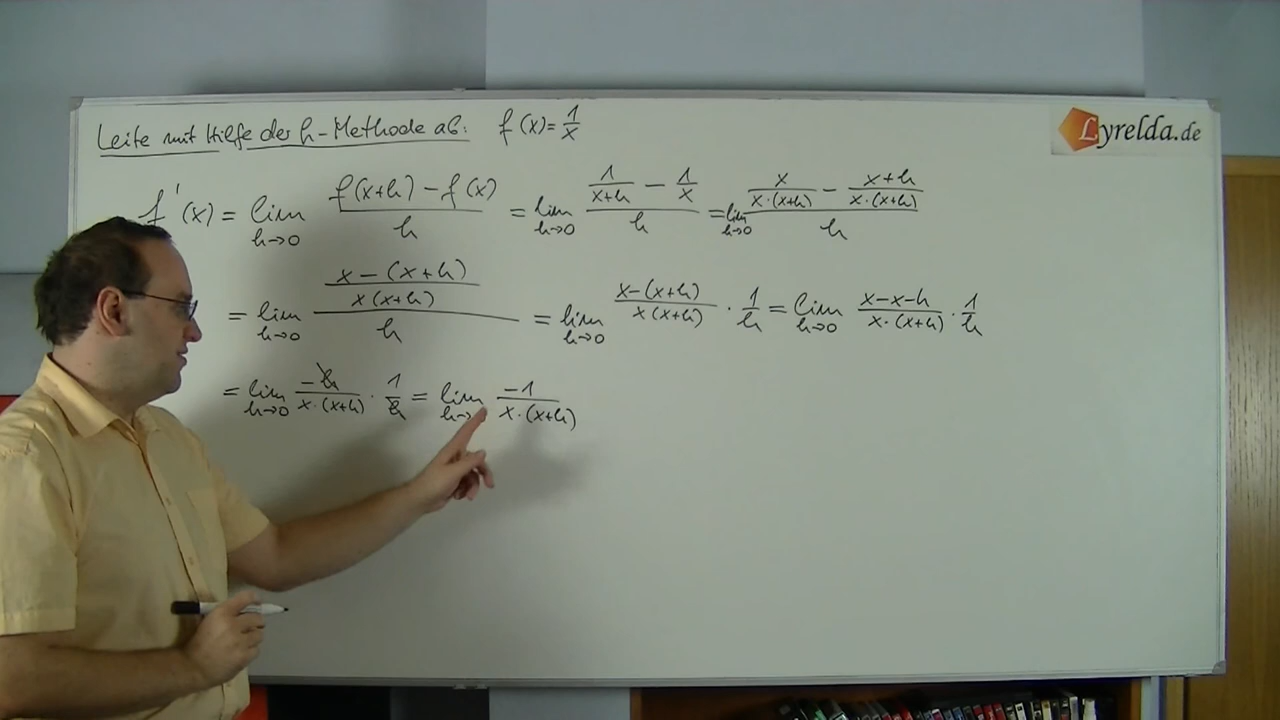 Leite mit Hilfe der h-Methode ab: f(x)=1/x
Lyrelda.de
f'(x) = lim h→0 (f(x+h) - f(x))/h = lim h→0 (1/(x+h) - 1/x)/h = lim h→0 (x/(x·(x+h)) - (x+h)/(x·(x+h)))/h
= lim h→0 ((x-(x+h))/(x(x+h)))/h = lim h→0 (x-(x+h))/(x(x+h)) · 1/h = lim h→0 (x-x-h)/(x·(x+h)) · 1/h
= lim h→0 -h/(x·(x+h)) · 1/h = lim h→ -1/(x·(x+h))